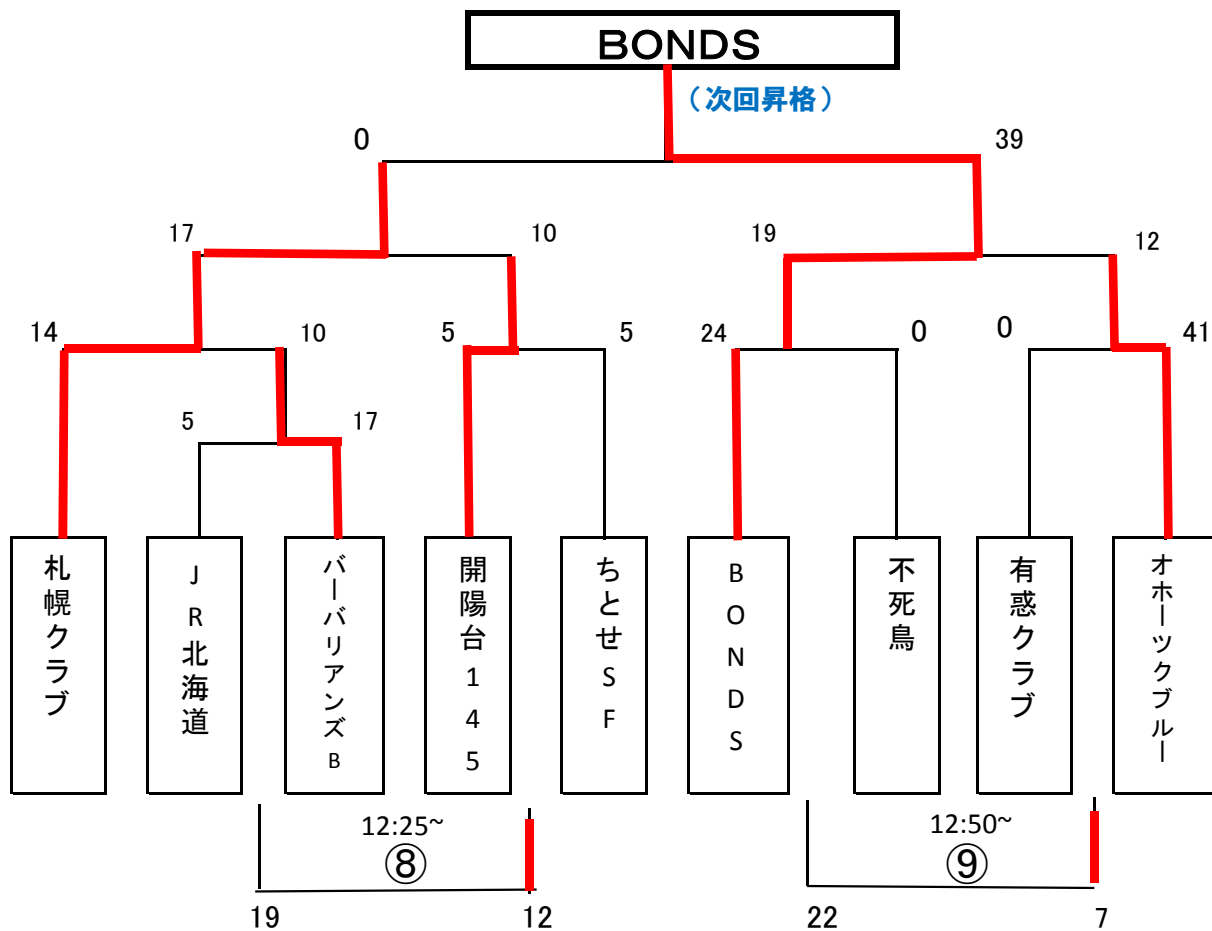 BONDS
（次回昇格）
0
39
17
10
19
12
14
10
5
5
24
0
0
41
5
17
札幌クラブ
JR北海道
バーバリアンズB
開陽台145
ちとせSF
BONDS
不死鳥
有惑クラブ
オホーツクブルー
12:25~
⑧
12:50~
⑨
19
12
22
7